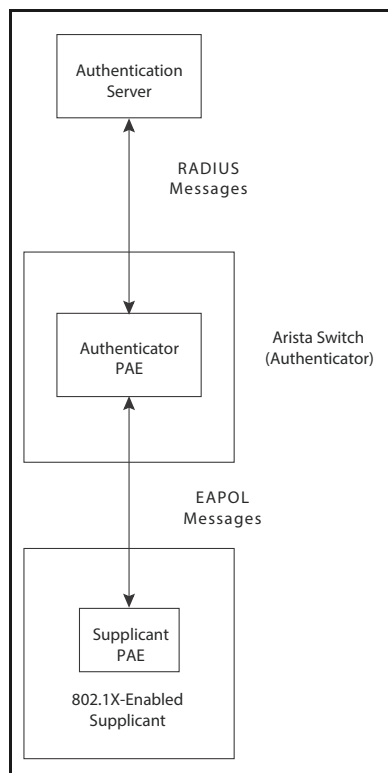 Authentication
Server
RADIUS
Messages
Authenticator
PAE
Arista Switch
(Authenticator)
EAPOL
Messages
Supplicant
PAE
802.1X-Enabled
Supplicant